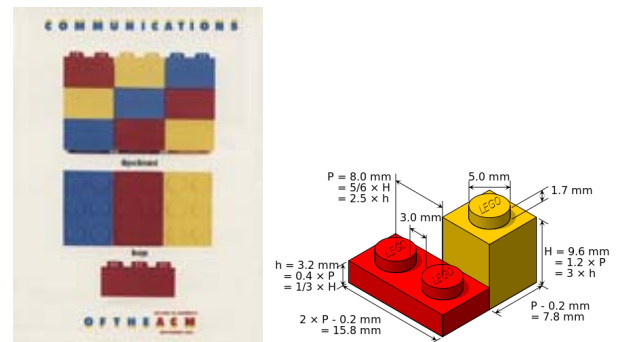 COMMUNICATIONS
OF THE ACM
P = 8.0 mm
= 5/6 × H
= 2.5 × h
5.0 mm
1.7 mm
3.0 mm
LEGO
LEGO
LEGO
h = 3.2 mm
= 0.4 × P
= 1/3 × H
H = 9.6 mm
= 1.2 × P
= 3 × h
2 × P - 0.2 mm
= 15.8 mm
P - 0.2 mm
= 7.8 mm